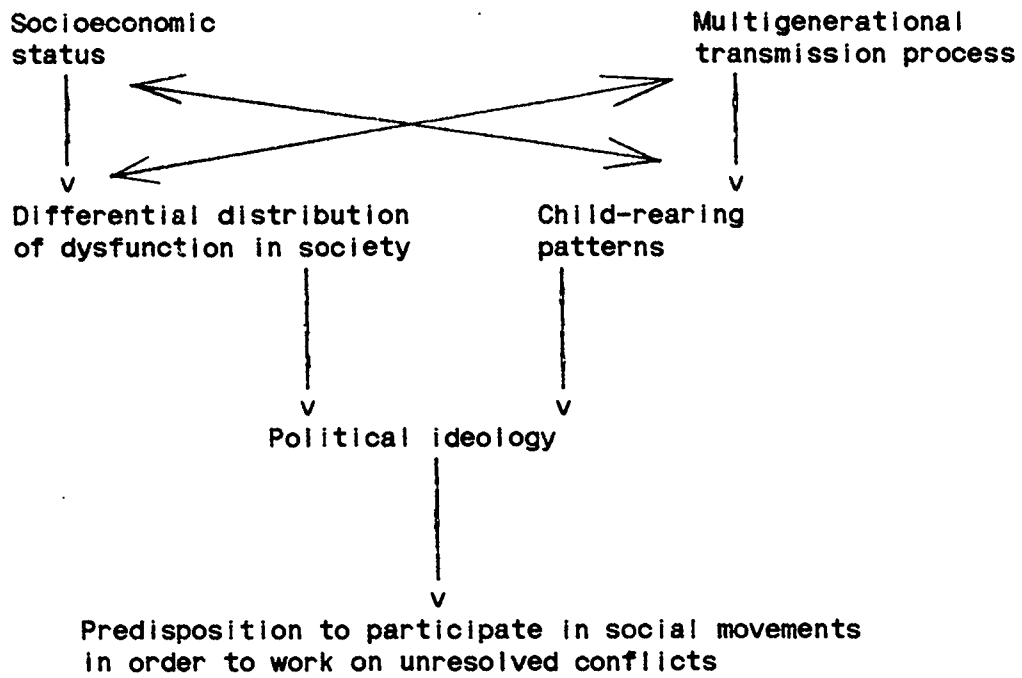 Socioeconomic
status
Multigenerational
transmission process
Differential distribution
of dysfunction in society
Child-rearing
patterns
Political ideology
Predisposition to participate in social movements
in order to work on unresolved conflicts